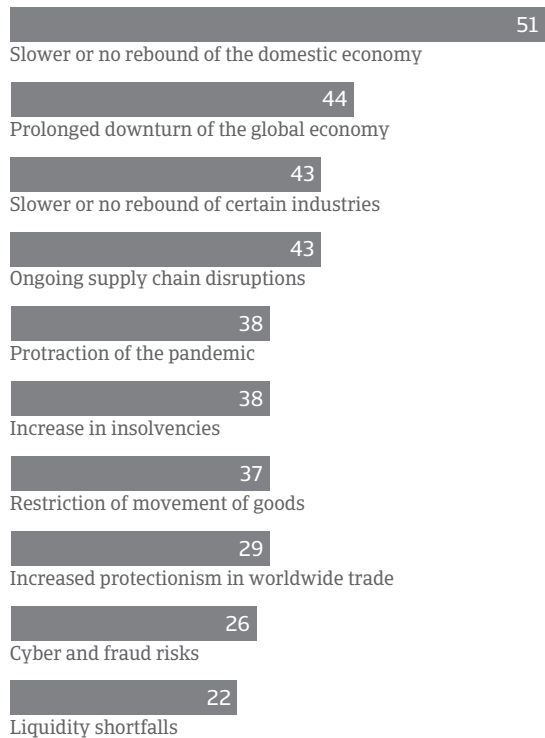 51
Slower or no rebound of the domestic economy
44
Prolonged downturn of the global economy
43
Slower or no rebound of certain industries
43
Ongoing supply chain disruptions
38
Protraction of the pandemic
38
Increase in insolvencies
37
Restriction of movement of goods
29
Increased protectionism in worldwide trade
26
Cyber and fraud risks
22
Liquidity shortfalls